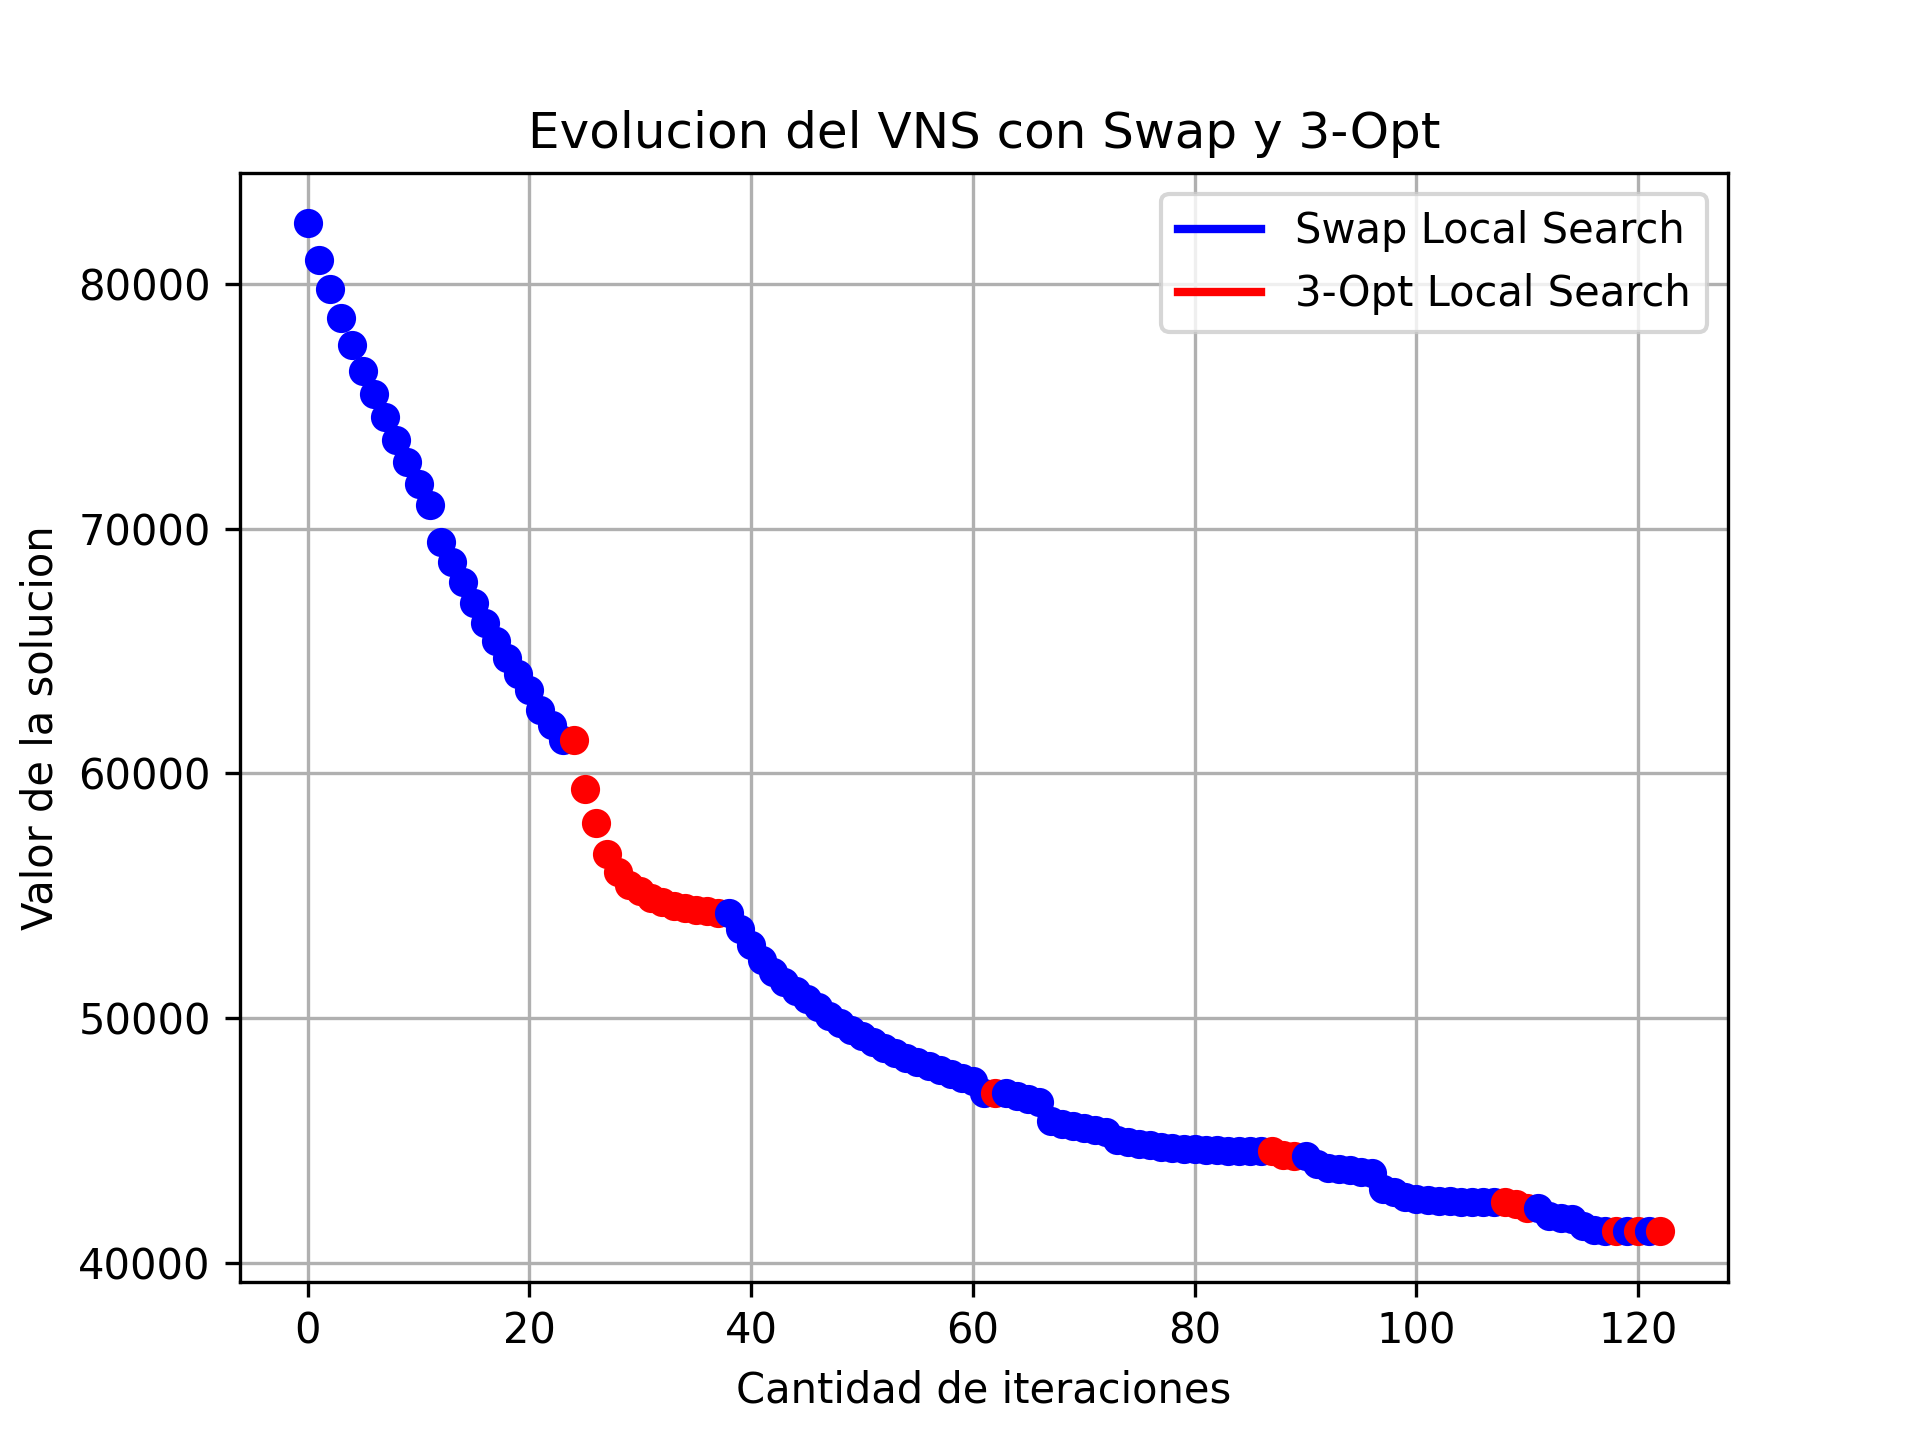 Evolucion del VNS con Swap y 3-Opt
Swap Local Search
3-Opt Local Search
Valor de la solucion
80000
70000
60000
50000
40000
0 20 40 60 80 100 120
Cantidad de iteraciones